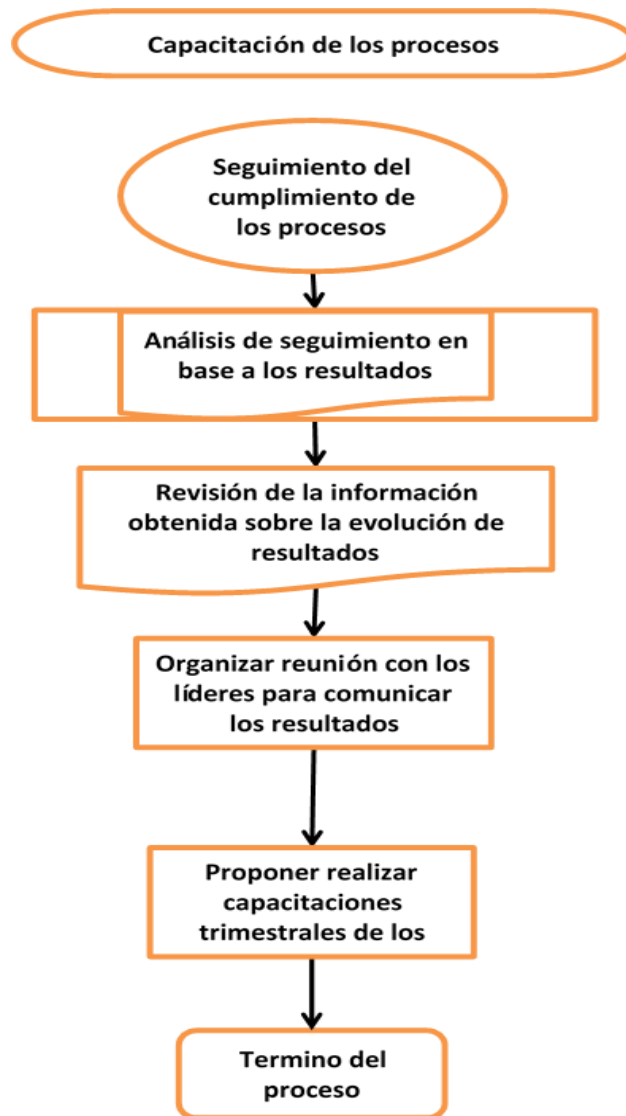 Capacitación de los procesos
Seguimiento del
cumplimiento de
los procesos
Análisis de seguimiento en
base a los resultados
Revisión de la información
obtenida sobre la evolución de
resultados
Organizar reunión con los
líderes para comunicar
los resultados
Proponer realizar
capacitaciones
trimestrales de los
Termino del
proceso